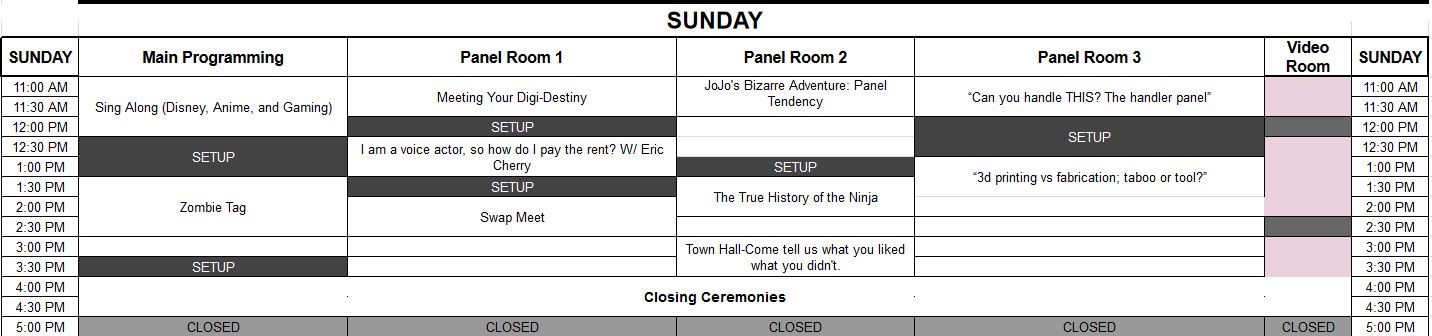 SUNDAY
SUNDAY Main Programming Panel Room 1 Panel Room 2 Panel Room 3 Video Room SUNDAY
11:00 AM JoJo's Bizarre Adventure: Panel 11:00 AM
Sing Along (Disney, Anime, and Gaming) Meeting Your Digi-Destiny Tendency “Can you handle THIS? The handler panel”
11:30 AM 11:30 AM
12:00 PM SETUP 12:00 PM
SETUP
12:30 PM I am a voice actor, so how do I pay the rent? W/ Eric 12:30 PM
SETUP
1:00 PM Cherry SETUP 1:00 PM
“3d printing vs fabrication; taboo or tool?”
1:30 PM SETUP 1:30 PM
The True History of the Ninja
2:00 PM Zombie Tag 2:00 PM
Swap Meet
2:30 PM 2:30 PM
3:00 PM Town Hall-Come tell us what you liked 3:00 PM
3:30 PM SETUP what you didn't. 3:30 PM
4:00 PM 4:00 PM
Closing Ceremonies
4:30 PM 4:30 PM
5:00 PM CLOSED CLOSED CLOSED CLOSED CLOSED 5:00 PM